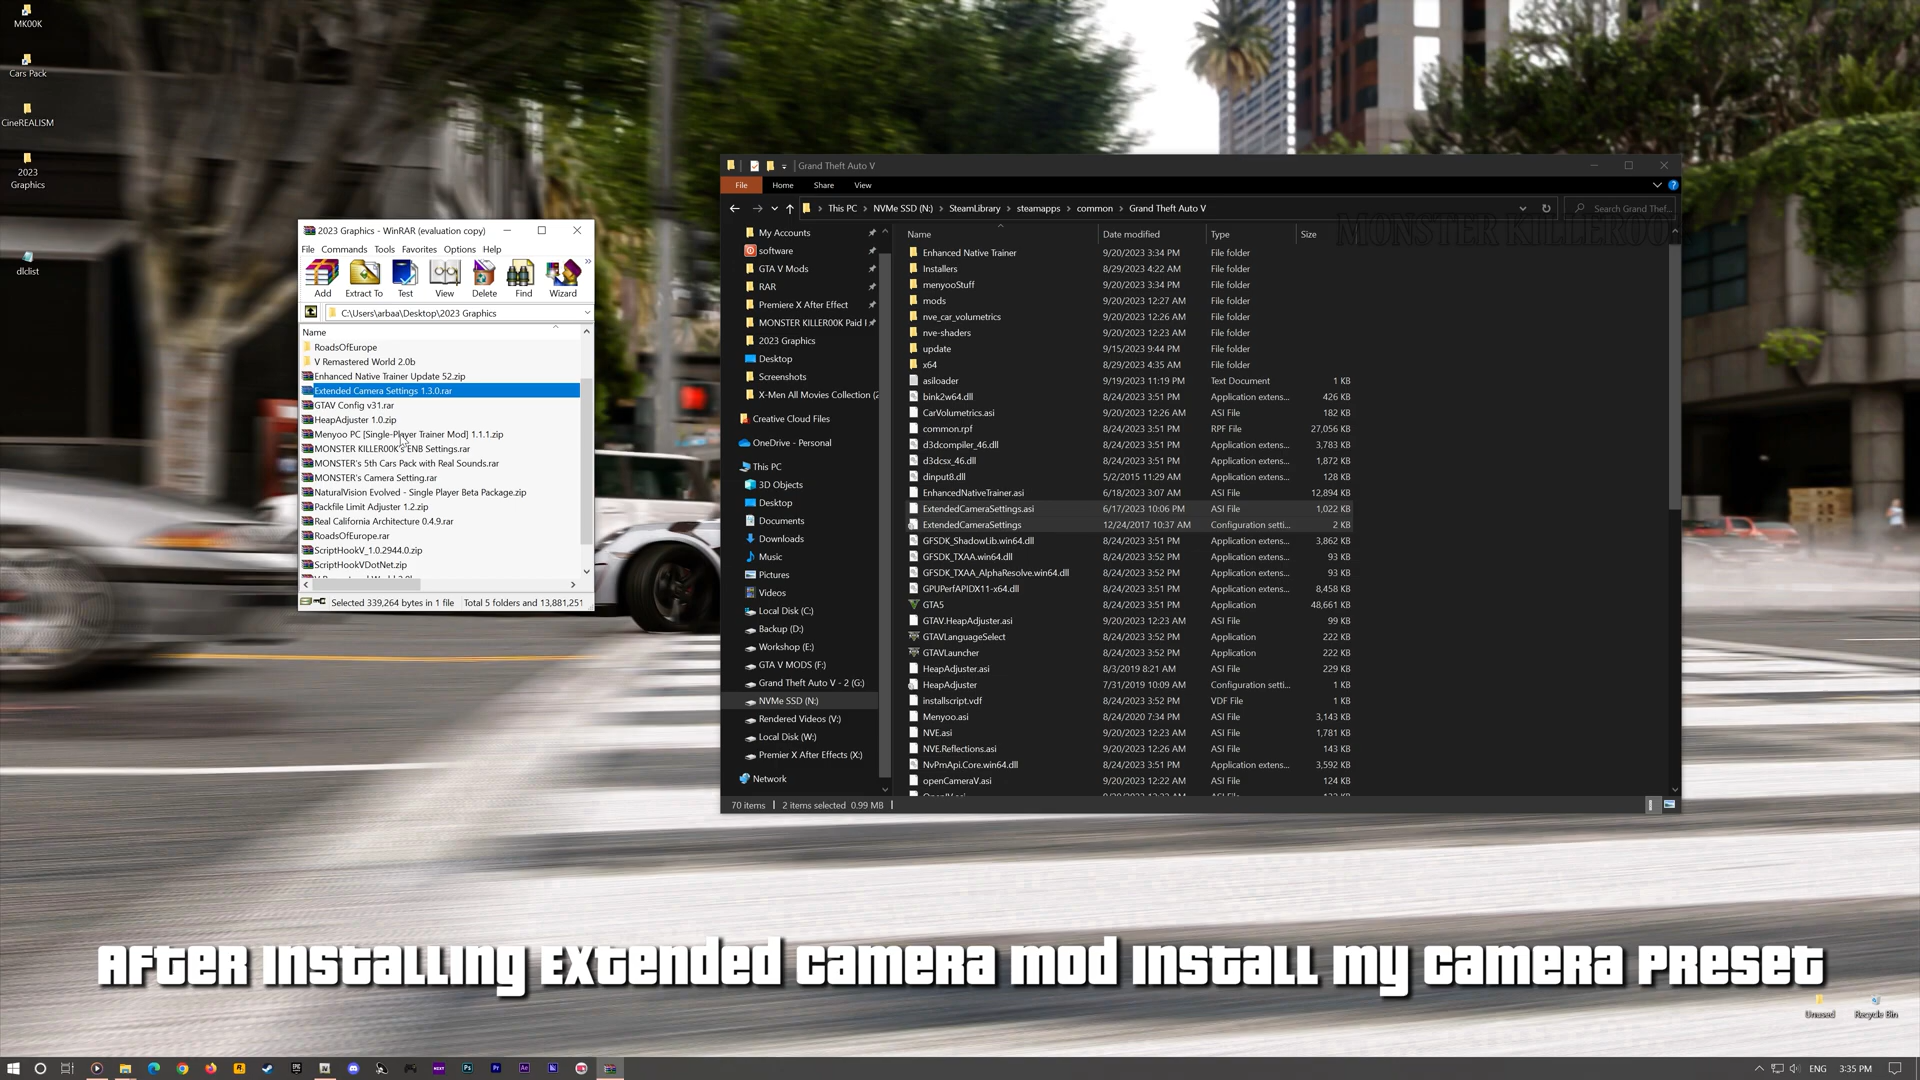 MK00K
Cars Pack
CineREALISM
2023
Graphics
dlclist
2023 Graphics - WinRAR (evaluation copy)
File Commands Tools Favorites Options Help
Add Extract To Test View Delete Find Wizard
C:\Users\arbaa\Desktop\2023 Graphics
Name
RoadsOfEurope
V Remastered World 2.0b
Enhanced Native Trainer Update 52.zip
Extended Camera Settings 1.3.0.rar
GTAV Config v31.rar
HeapAdjuster 1.0.zip
Menyoo PC [Single-Player Trainer Mod] 1.1.1.zip
MONSTER KILLER00K's ENB Settings.rar
MONSTER's 5th Cars Pack with Real Sounds.rar
MONSTER's Camera Setting.rar
NaturalVision Evolved - Single Player Beta Package.zip
Packfile Limit Adjuster 1.2.zip
Real California Architecture 0.4.9.rar
RoadsOfEurope.rar
ScriptHookV_1.0.2944.0.zip
ScriptHookVDotNet.zip
Selected 339,264 bytes in 1 file Total 5 folders and 13,881,251
Grand Theft Auto V
File Home Share View
This PC > NVMe SSD (N:) > SteamLibrary > steamapps > common > Grand Theft Auto V
Search Grand Thef...
MONSTER KILLER00K
My Accounts
software
GTA V Mods
RAR
Premiere X After Effect
MONSTER KILLER00K Paid
2023 Graphics
Desktop
Screenshots
X-Men All Movies Collection (2
Creative Cloud Files
OneDrive - Personal
This PC
3D Objects
Desktop
Documents
Downloads
Music
Pictures
Videos
Local Disk (C:)
Backup (D:)
Workshop (E:)
GTA V MODS (F:)
Grand Theft Auto V - 2 (G:)
NVMe SSD (N:)
Rendered Videos (V:)
Local Disk (W:)
Premier X After Effects (X:)
Network
Name Date modified Type Size
Enhanced Native Trainer 9/20/2023 3:34 PM File folder
Installers 8/29/2023 4:22 AM File folder
menyooStuff 9/20/2023 3:34 PM File folder
mods 9/20/2023 12:27 AM File folder
nve_car_volumetrics 9/20/2023 12:26 AM File folder
nve-shaders 9/20/2023 12:23 AM File folder
update 9/15/2023 9:44 PM File folder
x64 8/29/2023 4:35 AM File folder
asiloader 9/19/2023 11:19 PM Text Document 1 KB
bink2w64.dll 8/24/2023 3:51 PM Application extens... 426 KB
CarVolumetrics.asi 9/20/2023 12:26 AM ASI File 182 KB
common.rpf 8/24/2023 3:51 PM RPF File 27,056 KB
d3dcompiler_46.dll 8/24/2023 3:51 PM Application extens... 3,783 KB
d3dcsx_46.dll 8/24/2023 3:51 PM Application extens... 1,872 KB
dinput8.dll 5/2/2015 11:29 AM Application extens... 128 KB
EnhancedNativeTrainer.asi 6/18/2023 3:07 AM ASI File 12,894 KB
ExtendedCameraSettings.asi 6/17/2023 10:06 PM ASI File 1,022 KB
ExtendedCameraSettings 12/24/2017 10:37 AM Configuration setti... 2 KB
GFSDK_ShadowLib.win64.dll 8/24/2023 3:51 PM Application extens... 3,862 KB
GFSDK_TXAA.win64.dll 8/24/2023 3:52 PM Application extens... 93 KB
GFSDK_TXAA_AlphaResolve.win64.dll 8/24/2023 3:52 PM Application extens... 93 KB
GPUPerfAPIDX11-x64.dll 8/24/2023 3:51 PM Application extens... 8,458 KB
GTA5 8/24/2023 3:51 PM Application 48,661 KB
GTAV.HeapAdjuster.asi 9/20/2023 12:23 AM ASI File 99 KB
GTAVLanguageSelect 8/24/2023 3:52 PM Application 222 KB
GTAVLauncher 8/24/2023 3:52 PM Application 222 KB
HeapAdjuster.asi 8/3/2019 8:21 AM ASI File 229 KB
HeapAdjuster 7/31/2019 10:09 AM Configuration setti... 1 KB
installscript.vdf 8/24/2023 3:52 PM VDF File 1 KB
Menyoo.asi 8/24/2020 7:34 PM ASI File 3,143 KB
NVE.asi 9/20/2023 12:23 AM ASI File 1,781 KB
NVE.Reflections.asi 9/20/2023 12:26 AM ASI File 143 KB
NvPmApi.Core.win64.dll 8/24/2023 3:51 PM Application extens... 3,592 KB
openCameraV.asi 9/20/2023 12:22 AM ASI File 124 KB
70 items 2 items selected 0.99 MB
After Installing Extended Camera Mod Install My Camera Preset
Unused Recycle Bin
ENG 3:35 PM